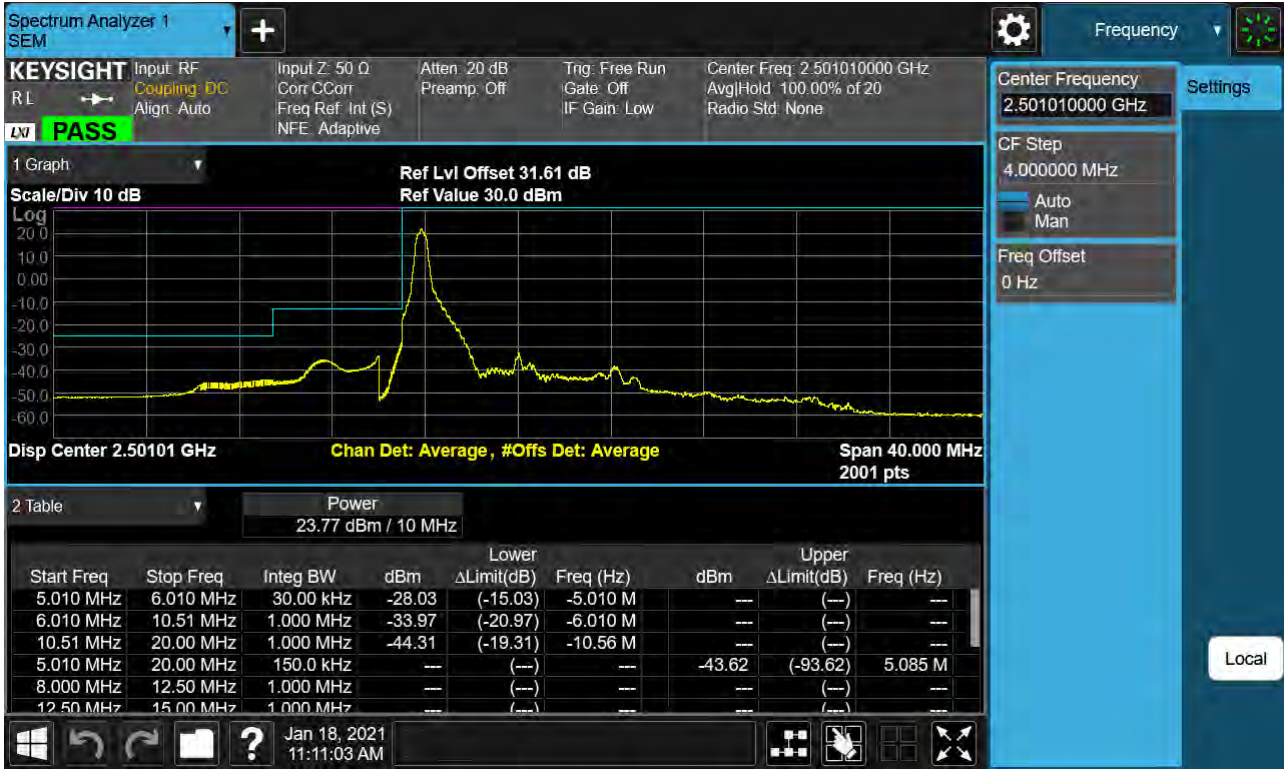 Spectrum Analyzer 1
SEM
Frequency
KEYSIGHT
R L
LXI
PASS
Input: RF
Coupling: DC
Align: Auto
Input Z: 50 Ω
Corr CCorr
Freq Ref: Int (S)
NFE: Adaptive
Atten: 20 dB
Preamp: Off
Trig: Free Run
Gate: Off
IF Gain: Low
Center Freq: 2.501010000 GHz
Avg|Hold: 100.00% of 20
Radio Std: None
Center Frequency
2.501010000 GHz
Settings
CF Step
4.000000 MHz
Auto
Man
Freq Offset
0 Hz
1 Graph
Scale/Div 10 dB
Ref Lvl Offset 31.61 dB
Ref Value 30.0 dBm
Log
20.0
10.0
0.00
-10.0
-20.0
-30.0
-40.0
-50.0
-60.0
Disp Center 2.50101 GHz
Chan Det: Average, #Offs Det: Average
Span 40.000 MHz
2001 pts
2 Table
Power
23.77 dBm / 10 MHz
Lower Upper
Start Freq Stop Freq Integ BW dBm ΔLimit(dB) Freq (Hz) dBm ΔLimit(dB) Freq (Hz)
5.010 MHz 6.010 MHz 30.00 kHz -28.03 (-15.03) -5.010 M --- (---) ---
6.010 MHz 10.51 MHz 1.000 MHz -33.97 (-20.97) -6.010 M --- (---) ---
10.51 MHz 20.00 MHz 1.000 MHz -44.31 (-19.31) -10.56 M --- (---) ---
5.010 MHz 20.00 MHz 150.0 kHz --- (---) --- -43.62 (-93.62) 5.085 M
8.000 MHz 12.50 MHz 1.000 MHz --- (---) --- --- (---) ---
12.50 MHz 15.00 MHz 1.000 MHz --- (---) --- --- (---) ---
Local
?
Jan 18, 2021
11:11:03 AM